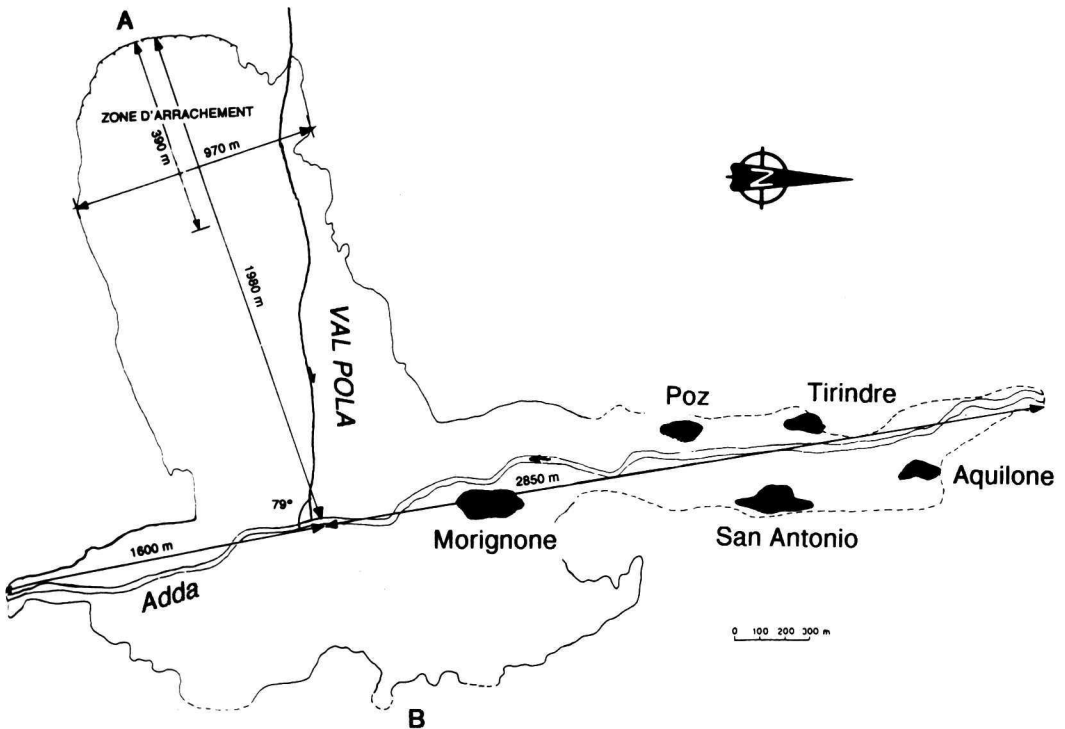 A
ZONE D'ARRACHEMENT
390 m
970 m
N
1980 m
VAL POLA
Poz
Tirindre
Aquilone
2850 m
79°
Morignone
San Antonio
1600 m
Adda
0 100 200 300 m
B